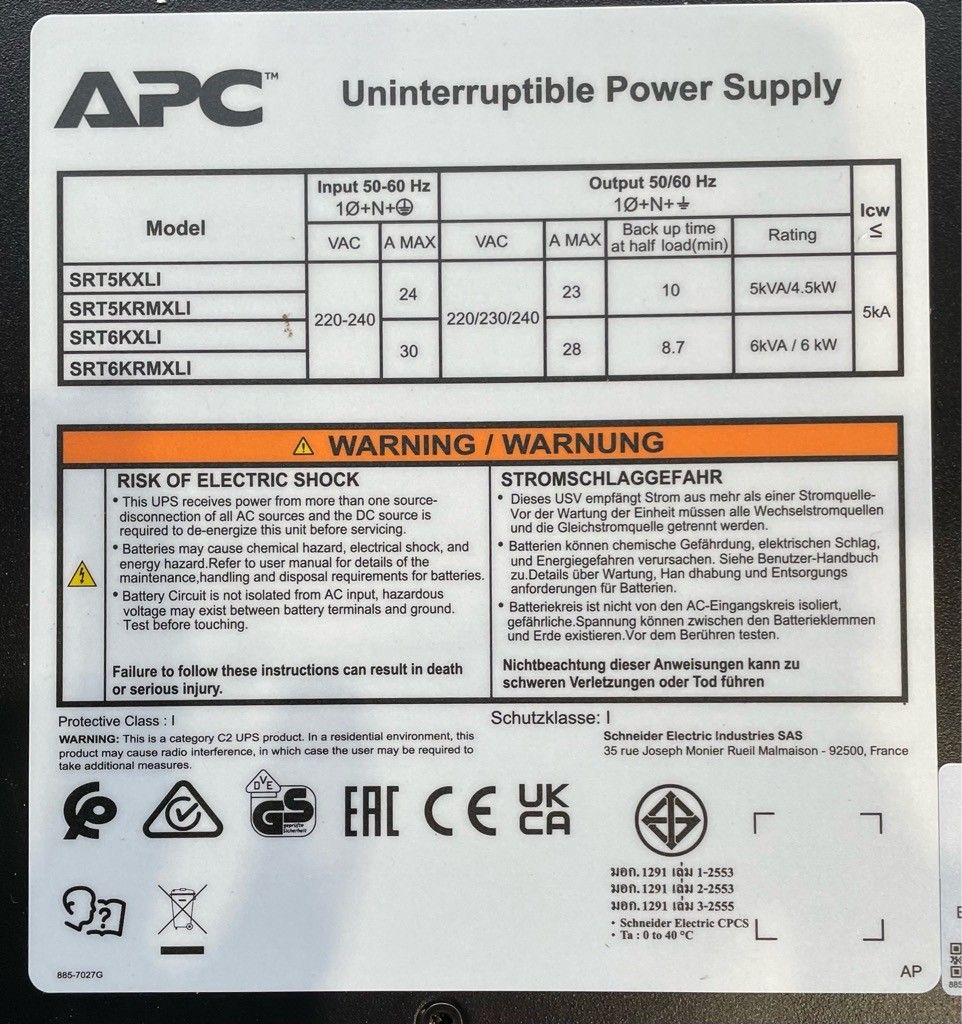 APC™
Uninterruptible Power Supply
Model
Input 50-60 Hz
1Ø+N+⏚
Output 50/60 Hz
1Ø+N+⏚
Icw
≤
VAC
A MAX
VAC
A MAX
Back up time
at half load(min)
Rating
SRT5KXLI
SRT5KRMXLI
SRT6KXLI
SRT6KRMXLI
220-240
24
30
220/230/240
23
28
10
8.7
5kVA/4.5kW
6kVA / 6 kW
5kA
WARNING / WARNUNG
RISK OF ELECTRIC SHOCK
• This UPS receives power from more than one source-
disconnection of all AC sources and the DC source is
required to de-energize this unit before servicing.
• Batteries may cause chemical hazard, electrical shock, and
energy hazard.Refer to user manual for details of the
maintenance,handling and disposal requirements for batteries.
• Battery Circuit is not isolated from AC input, hazardous
voltage may exist between battery terminals and ground.
Test before touching.
Failure to follow these instructions can result in death
or serious injury.
STROMSCHLAGGEFAHR
• Dieses USV empfängt Strom aus mehr als einer Stromquelle-
Vor der Wartung der Einheit müssen alle Wechselstromquellen
und die Gleichstromquelle getrennt werden.
• Batterien können chemische Gefährdung, elektrischen Schlag,
und Energiegefahren verursachen. Siehe Benutzer-Handbuch
zu.Details über Wartung, Han dhabung und Entsorgungs
anforderungen für Batterien.
• Batteriekreis ist nicht von den AC-Eingangskreis isoliert,
gefährliche.Spannung können zwischen den Batterieklemmen
und Erde existieren.Vor dem Berühren testen.
Nichtbeachtung dieser Anweisungen kann zu
schweren Verletzungen oder Tod führen
Protective Class : I
Schutzklasse: I
WARNING: This is a category C2 UPS product. In a residential environment, this
product may cause radio interference, in which case the user may be required to
take additional measures.
Schneider Electric Industries SAS
35 rue Joseph Monier Rueil Malmaison - 92500, France
DVE
GS
geprüfte
Sicherheit
EAC
CE
UK
CA
มอก.1291 เล่ม 1-2553
มอก.1291 เล่ม 2-2553
มอก.1291 เล่ม 3-2555
• Schneider Electric CPCS
• Ta : 0 to 40 °C
?
885-7027G
AP
885